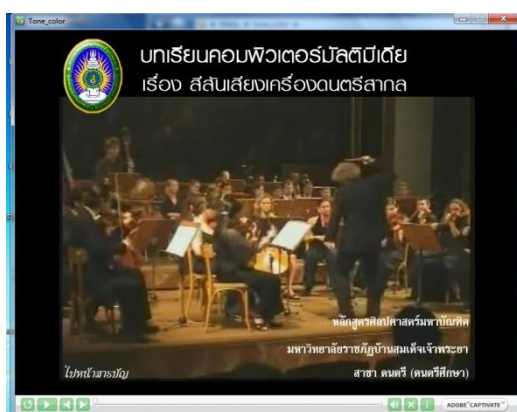 Tone_color
บทเรียนคอมพิวเตอร์มัลติมีเดีย
เรื่อง สีสันเสียงเครื่องดนตรีสากล
หลักสูตรศิลปศาสตร์มหาบัณฑิต
มหาวิทยาลัยราชภัฏบ้านสมเด็จเจ้าพระยา
ไปหน้าสารบัญ
สาขา ดนตรี (ดนตรีศึกษา)
ADOBE CAPTIVATE